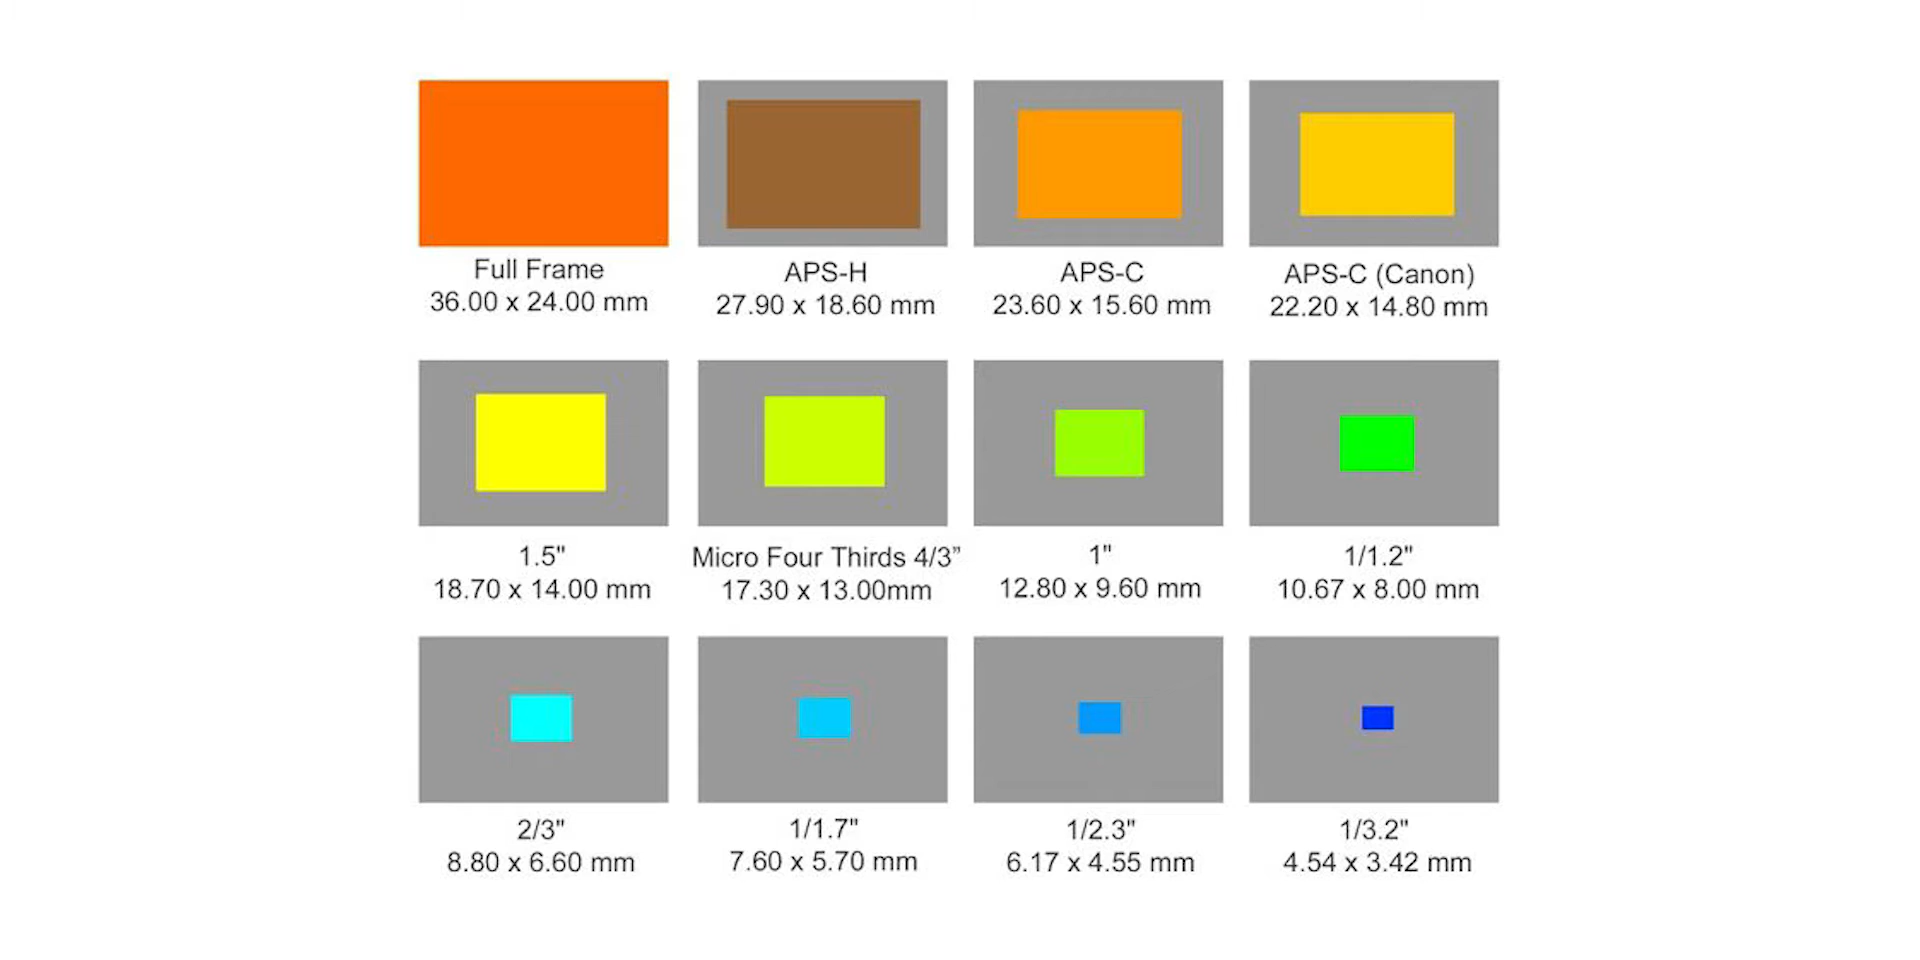 Full Frame
36.00 x 24.00 mm
APS-H
27.90 x 18.60 mm
APS-C
23.60 x 15.60 mm
APS-C (Canon)
22.20 x 14.80 mm
1.5"
18.70 x 14.00 mm
Micro Four Thirds 4/3”
17.30 x 13.00mm
1"
12.80 x 9.60 mm
1/1.2"
10.67 x 8.00 mm
2/3"
8.80 x 6.60 mm
1/1.7"
7.60 x 5.70 mm
1/2.3"
6.17 x 4.55 mm
1/3.2"
4.54 x 3.42 mm